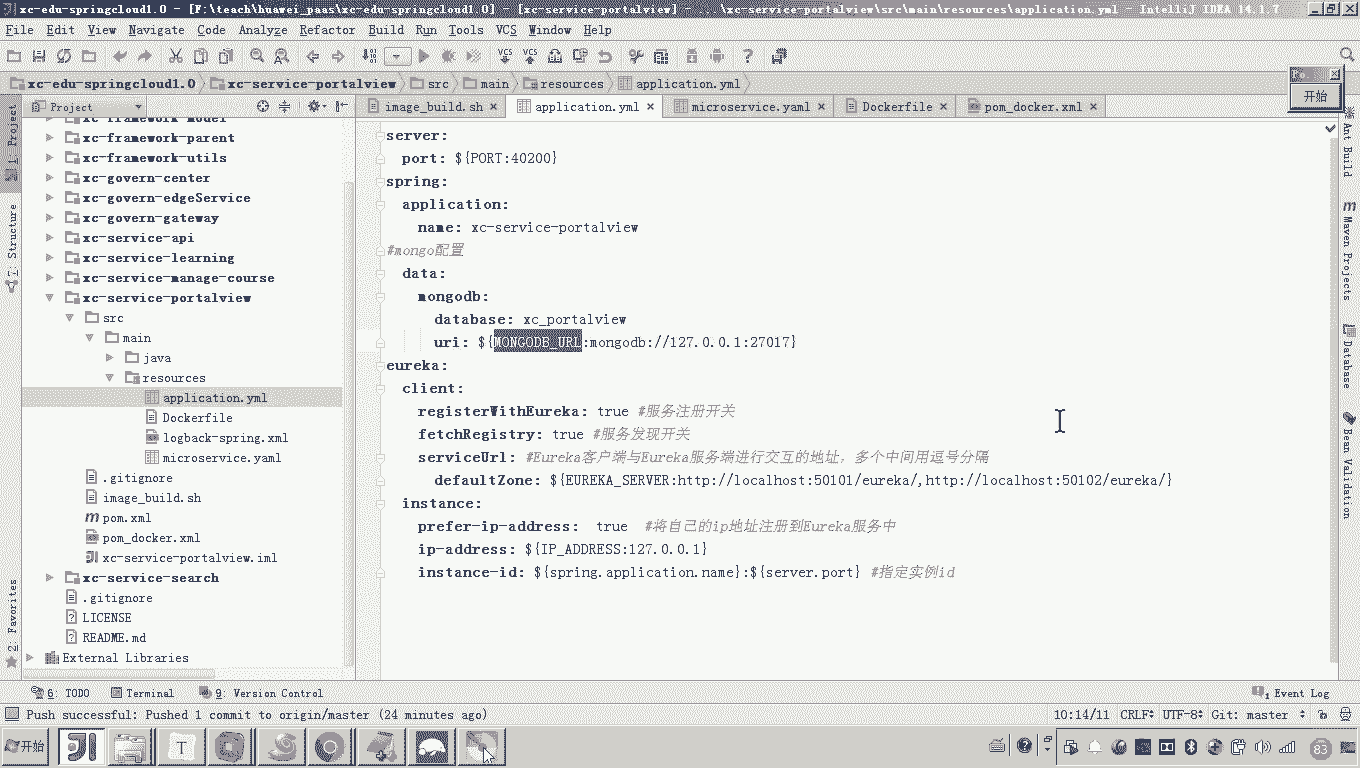 xc-edu-springcloud1.0 - [F:\teach\huawei_paas\xc-edu-springcloud1.0] - [xc-service-portalview] - ...\xc-service-portalview\src\main\resources\application.yml - IntelliJ IDEA 14.1.7
File Edit View Navigate Code Analyze Refactor Build Run Tools VCS Window Help
xc-edu-springcloud1.0 xc-service-portalview src main resources application.yml
开始
Project
image_build.sh application.yml microservice.yaml Dockerfile pom_docker.xml
xc-framework-model
xc-framework-parent
xc-framework-utils
xc-govern-center
xc-govern-edgeService
xc-govern-gateway
xc-service-api
xc-service-learning
xc-service-manage-course
xc-service-portalview
src
main
java
resources
application.yml
Dockerfile
logback-spring.xml
microservice.yaml
.gitignore
image_build.sh
pom.xml
pom_docker.xml
xc-service-portalview.iml
xc-service-search
.gitignore
LICENSE
README.md
External Libraries
server:
port: ${PORT:40200}
spring:
application:
name: xc-service-portalview
#mongo配置
data:
mongodb:
database: xc_portalview
uri: ${MONGODB_URL:mongodb://127.0.0.1:27017}
eureka:
client:
registerWithEureka: true #服务注册开关
fetchRegistry: true #服务发现开关
serviceUrl: #Eureka客户端与Eureka服务端进行交互的地址，多个中间用逗号分隔
defaultZone: ${EUREKA_SERVER:http://localhost:50101/eureka/,http://localhost:50102/eureka/}
instance:
prefer-ip-address: true #将自己的ip地址注册到Eureka服务中
ip-address: ${IP_ADDRESS:127.0.0.1}
instance-id: ${spring.application.name}:${server.port} #指定实例id
1: Project
7: Structure
2: Favorites
Ant Build
Maven Projects
Database
Bean Validation
6: TODO Terminal 9: Version Control
1 Event Log
Push successful: Pushed 1 commit to origin/master (24 minutes ago)
10:14/11 CRLF UTF-8 Git: master
开始
83